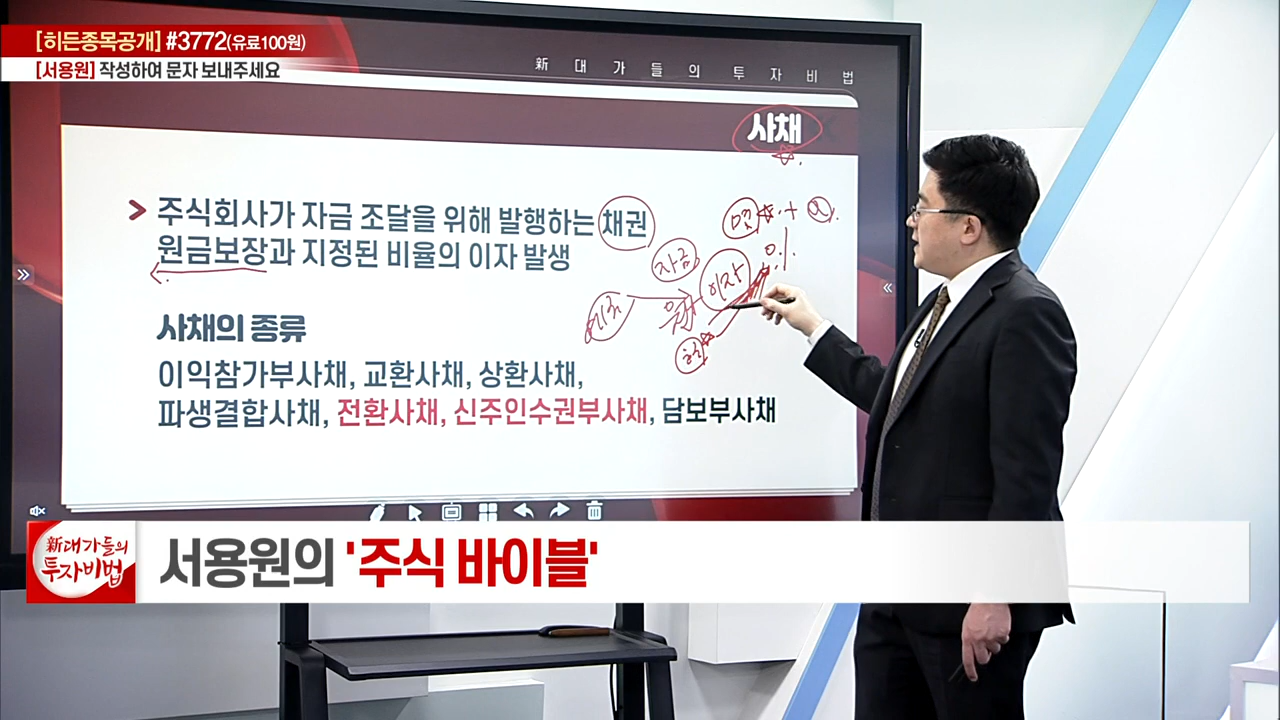 [히든종목공개] #3772(유료100원)
[서용원] 작성하여 문자 보내주세요
新 대 가 들 의 투 자 비 법
사채
주식회사가 자금 조달을 위해 발행하는 채권
원금보장과 지정된 비율의 이자 발생
자금
이자
사채의 종류
이익참가부사채, 교환사채, 상환사채,
파생결합사채, 전환사채, 신주인수권부사채, 담보부사채
新대가들의
투자비법
서용원의 '주식 바이블'